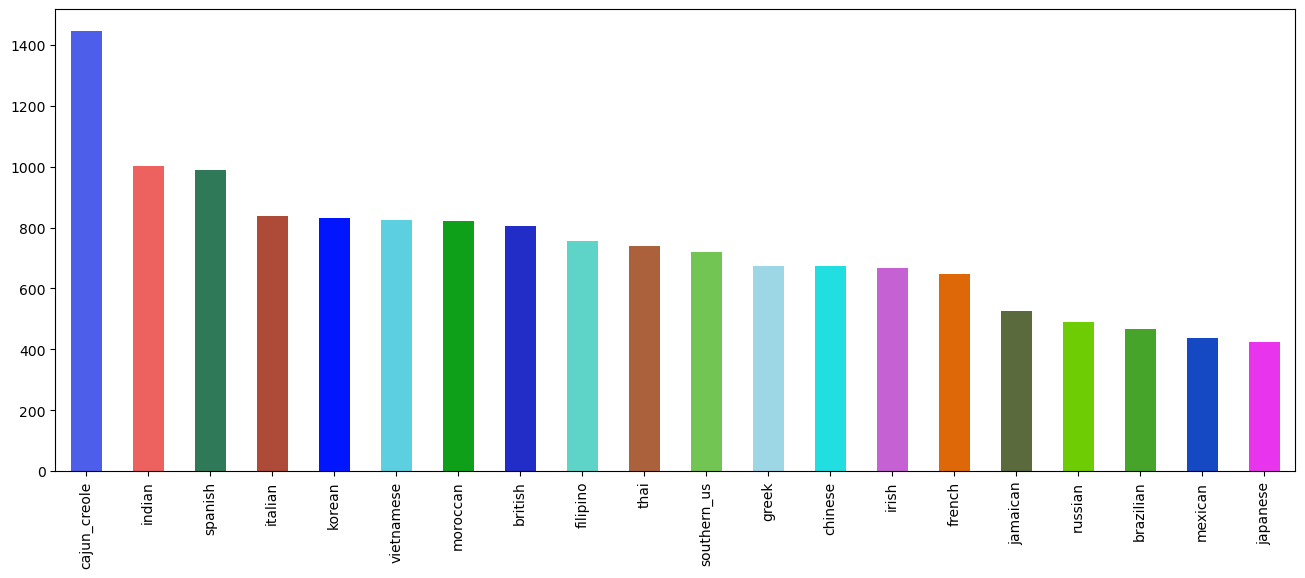 1400
1200
1000
800
600
400
200
0
cajun_creole
indian
spanish
italian
korean
vietnamese
moroccan
british
filipino
thai
southern_us
greek
chinese
irish
french
jamaican
russian
brazilian
mexican
japanese